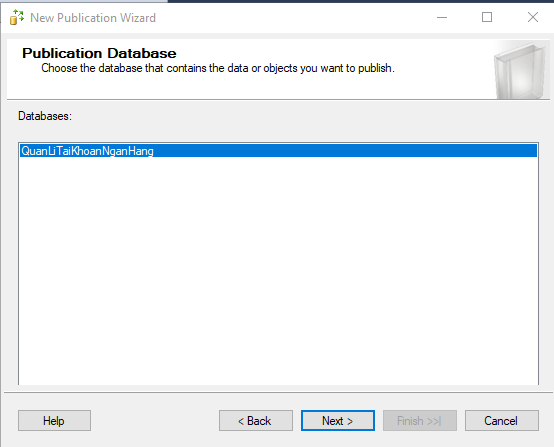 New Publication Wizard
Publication Database
Choose the database that contains the data or objects you want to publish.
Databases:
QuanLiTaiKhoanNganHang
Help
< Back
Next >
Finish >>|
Cancel